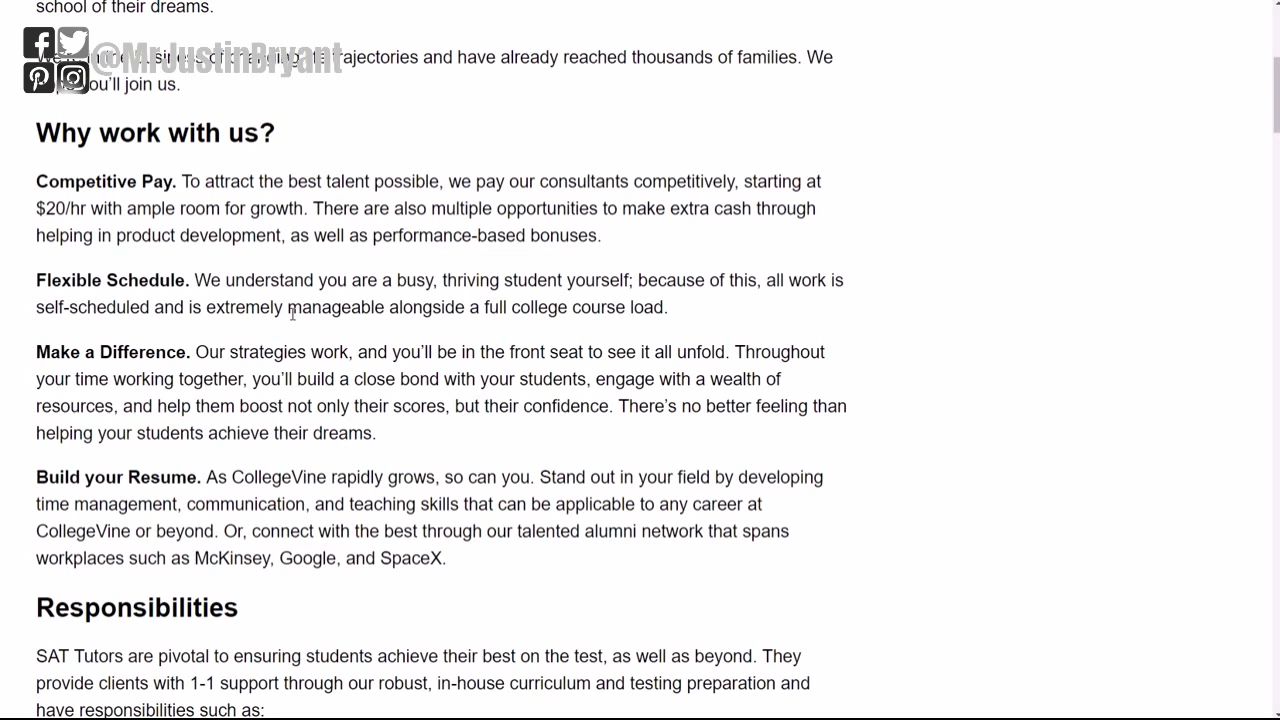 school of their dreams.
@MrJustinBryant
trajectories and have already reached thousands of families. We
you'll join us.
Why work with us?
Competitive Pay. To attract the best talent possible, we pay our consultants competitively, starting at
$20/hr with ample room for growth. There are also multiple opportunities to make extra cash through
helping in product development, as well as performance-based bonuses.
Flexible Schedule. We understand you are a busy, thriving student yourself; because of this, all work is
self-scheduled and is extremely manageable alongside a full college course load.
Make a Difference. Our strategies work, and you’ll be in the front seat to see it all unfold. Throughout
your time working together, you’ll build a close bond with your students, engage with a wealth of
resources, and help them boost not only their scores, but their confidence. There’s no better feeling than
helping your students achieve their dreams.
Build your Resume. As CollegeVine rapidly grows, so can you. Stand out in your field by developing
time management, communication, and teaching skills that can be applicable to any career at
CollegeVine or beyond. Or, connect with the best through our talented alumni network that spans
workplaces such as McKinsey, Google, and SpaceX.
Responsibilities
SAT Tutors are pivotal to ensuring students achieve their best on the test, as well as beyond. They
provide clients with 1-1 support through our robust, in-house curriculum and testing preparation and
have responsibilities such as: